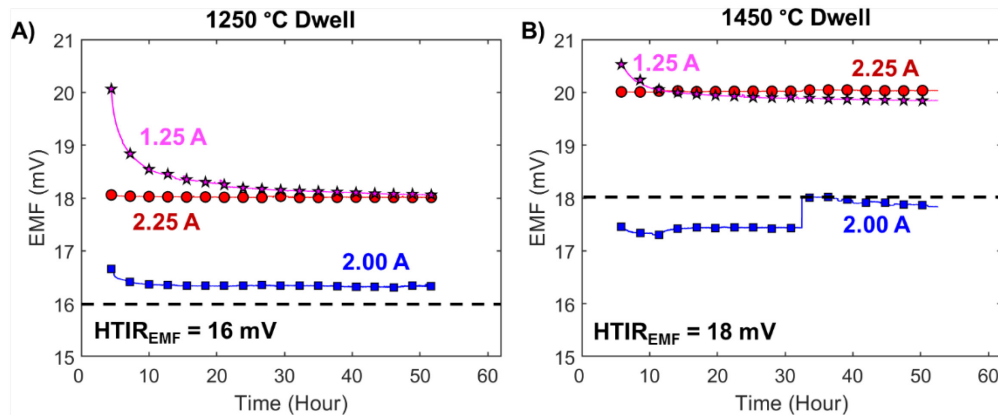 A)
1250 °C Dwell
EMF (mV)
21
20
19
18
17
16
15
1.25 A
2.25 A
2.00 A
HTIR_EMF = 16 mV
0
10
20
30
40
50
60
Time (Hour)
B)
1450 °C Dwell
EMF (mV)
21
20
19
18
17
16
15
1.25 A
2.25 A
2.00 A
HTIR_EMF = 18 mV
0
10
20
30
40
50
60
Time (Hour)